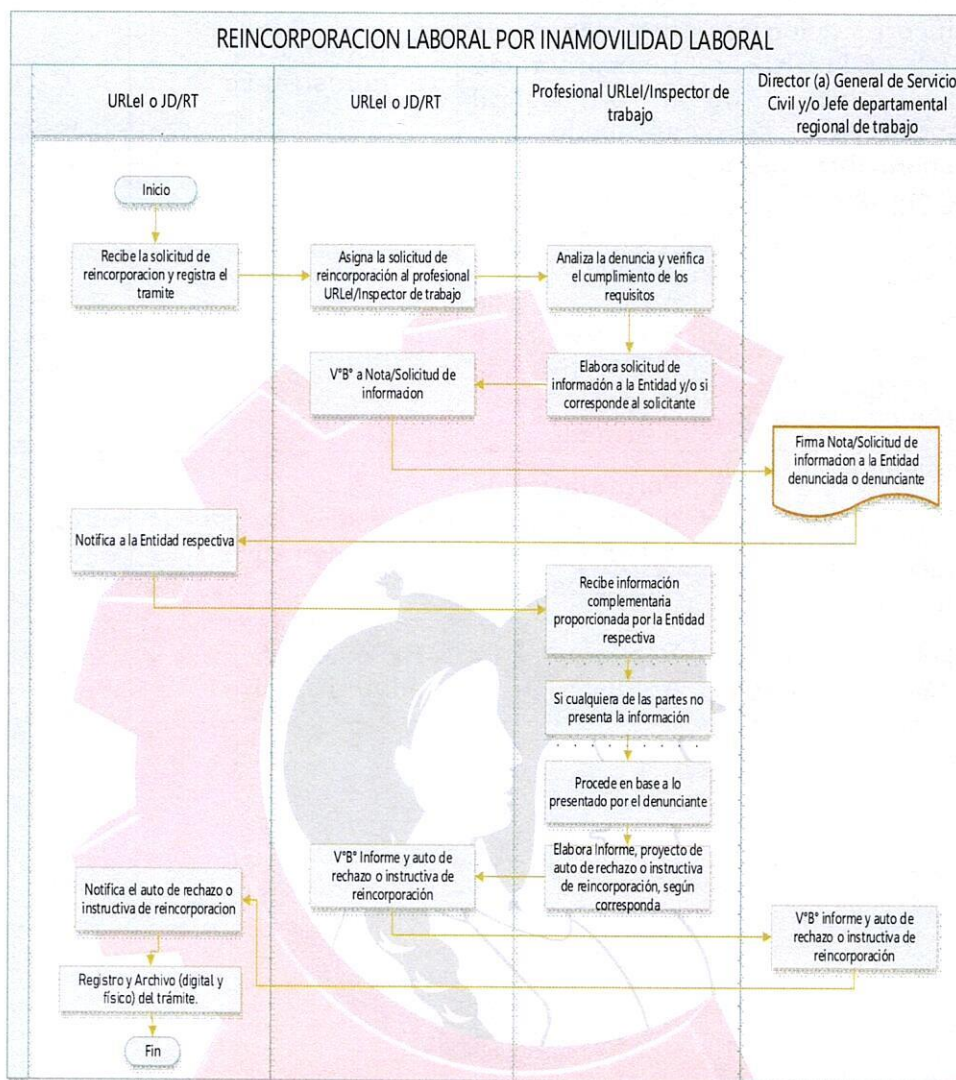 REINCORPORACION LABORAL POR INAMOVILIDAD LABORAL
URLeI o JD/RT
URLeI o JD/RT
Profesional URLeI/Inspector de
trabajo
Director (a) General de Servicio
Civil y/o Jefe departamental
regional de trabajo
Inicio
Recibe la solicitud de
reincorporacion y registra el
tramite
Asigna la solicitud de
reincorporación al profesional
URLeI/Inspector de trabajo
Analiza la denuncia y verifica
el cumplimiento de los
requisitos
Elabora solicitud de
información a la Entidad y/o si
corresponde al solicitante
V°B° a Nota/Solicitud de
informacion
Firma Nota/Solicitud de
informacion a la Entidad
denunciada o denunciante
Notifica a la Entidad respectiva
Recibe información
complementaria
proporcionada por la Entidad
respectiva
Si cualquiera de las partes no
presenta la información
Procede en base a lo
presentado por el denunciante
Elabora Informe, proyecto de
auto de rechazo o instructiva
de reincorporación, según
corresponda
V°B° Informe y auto de
rechazo o instructiva de
reincorporación
V°B° informe y auto de
rechazo o instructiva de
reincorporación
Notifica el auto de rechazo o
instructiva de reincorporacion
Registro y Archivo (digital y
físico) del trámite.
Fin